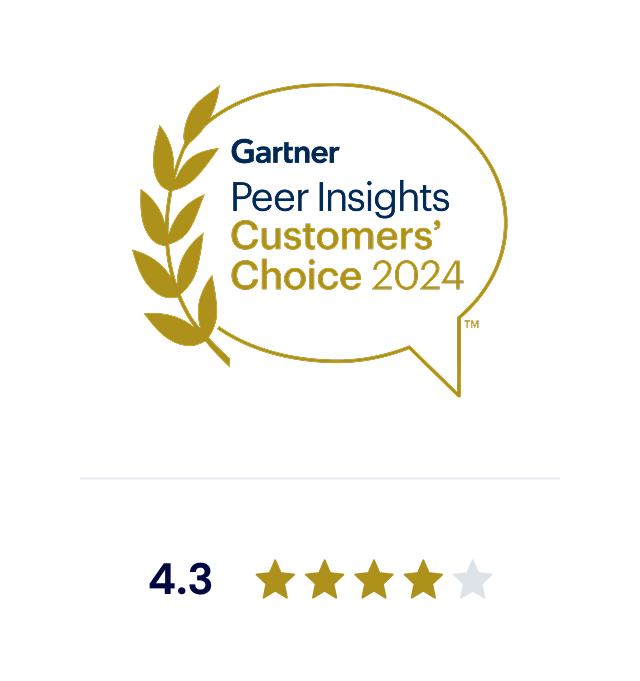 Gartner
Peer Insights
Customers’
Choice 2024
TM
4.3